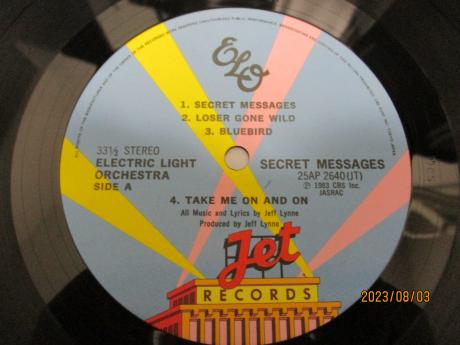 ELO
1. SECRET MESSAGES
2. LOSER GONE WILD
3. BLUEBIRD
33⅓ STEREO
ELECTRIC LIGHT
ORCHESTRA
SIDE A
SECRET MESSAGES
25AP 2640(JT)
Ⓟ 1983 CBS Inc.
JASRAC
4. TAKE ME ON AND ON
All Music and Lyrics by Jeff Lynne
Produced by Jeff Lynne
Jet
RECORDS
2023/08/03